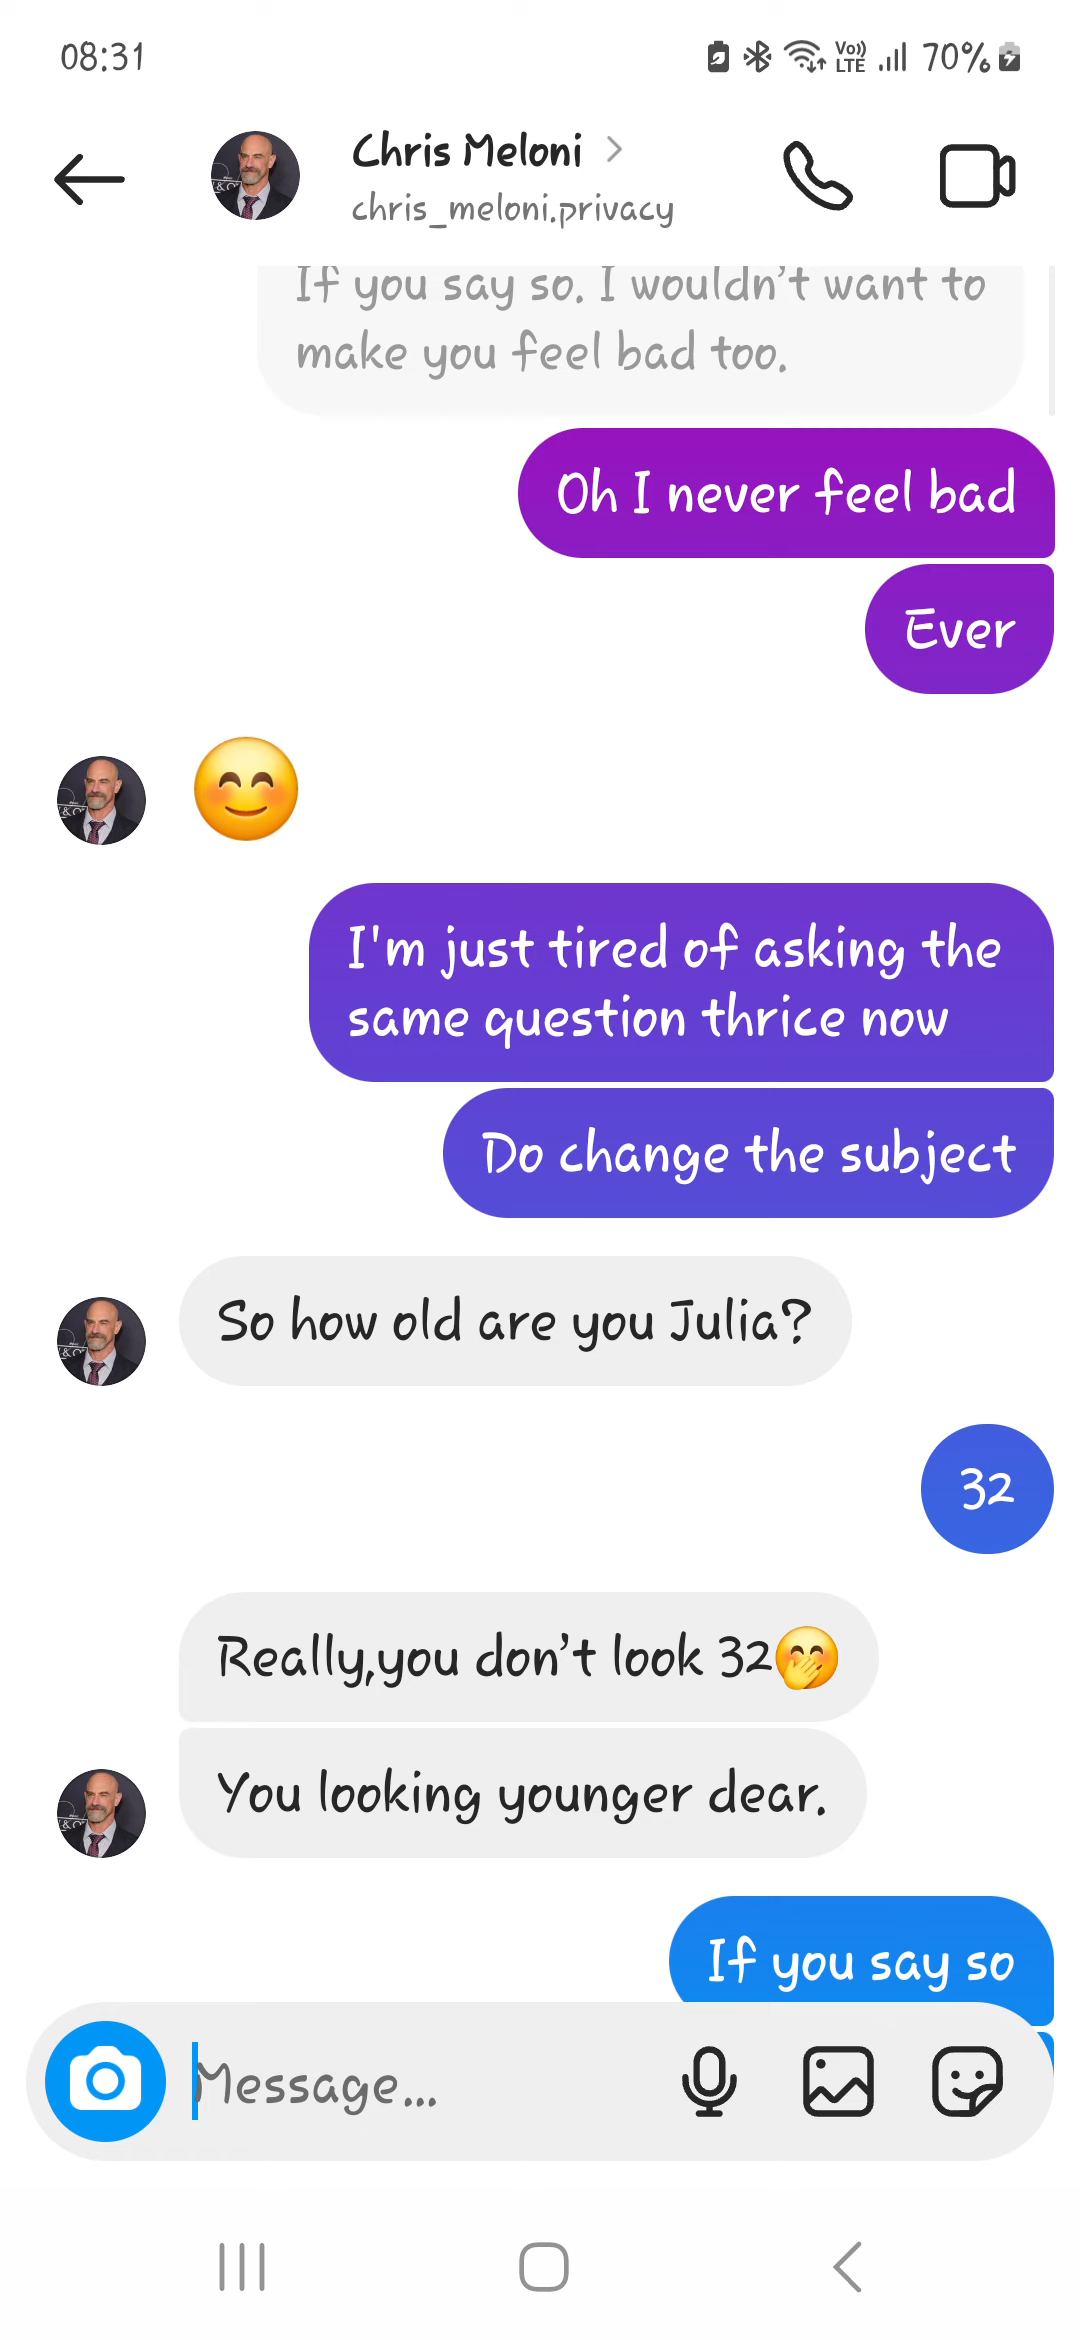 08:31
Vo))
LTE
70%
Chris Meloni
chris_meloni.privacy
If you say so. I wouldn't want to
make you feel bad too.
Oh I never feel bad
Ever
I'm just tired of asking the
same question thrice now
Do change the subject
So how old are you Julia?
32
Really,you don't look 32🤭
You looking younger dear.
If you say so
Message...